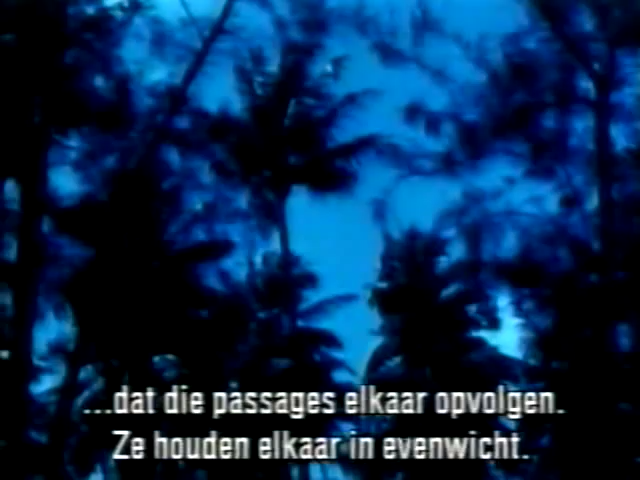 ...dat die passages elkaar opvolgen.
Ze houden elkaar in evenwicht.